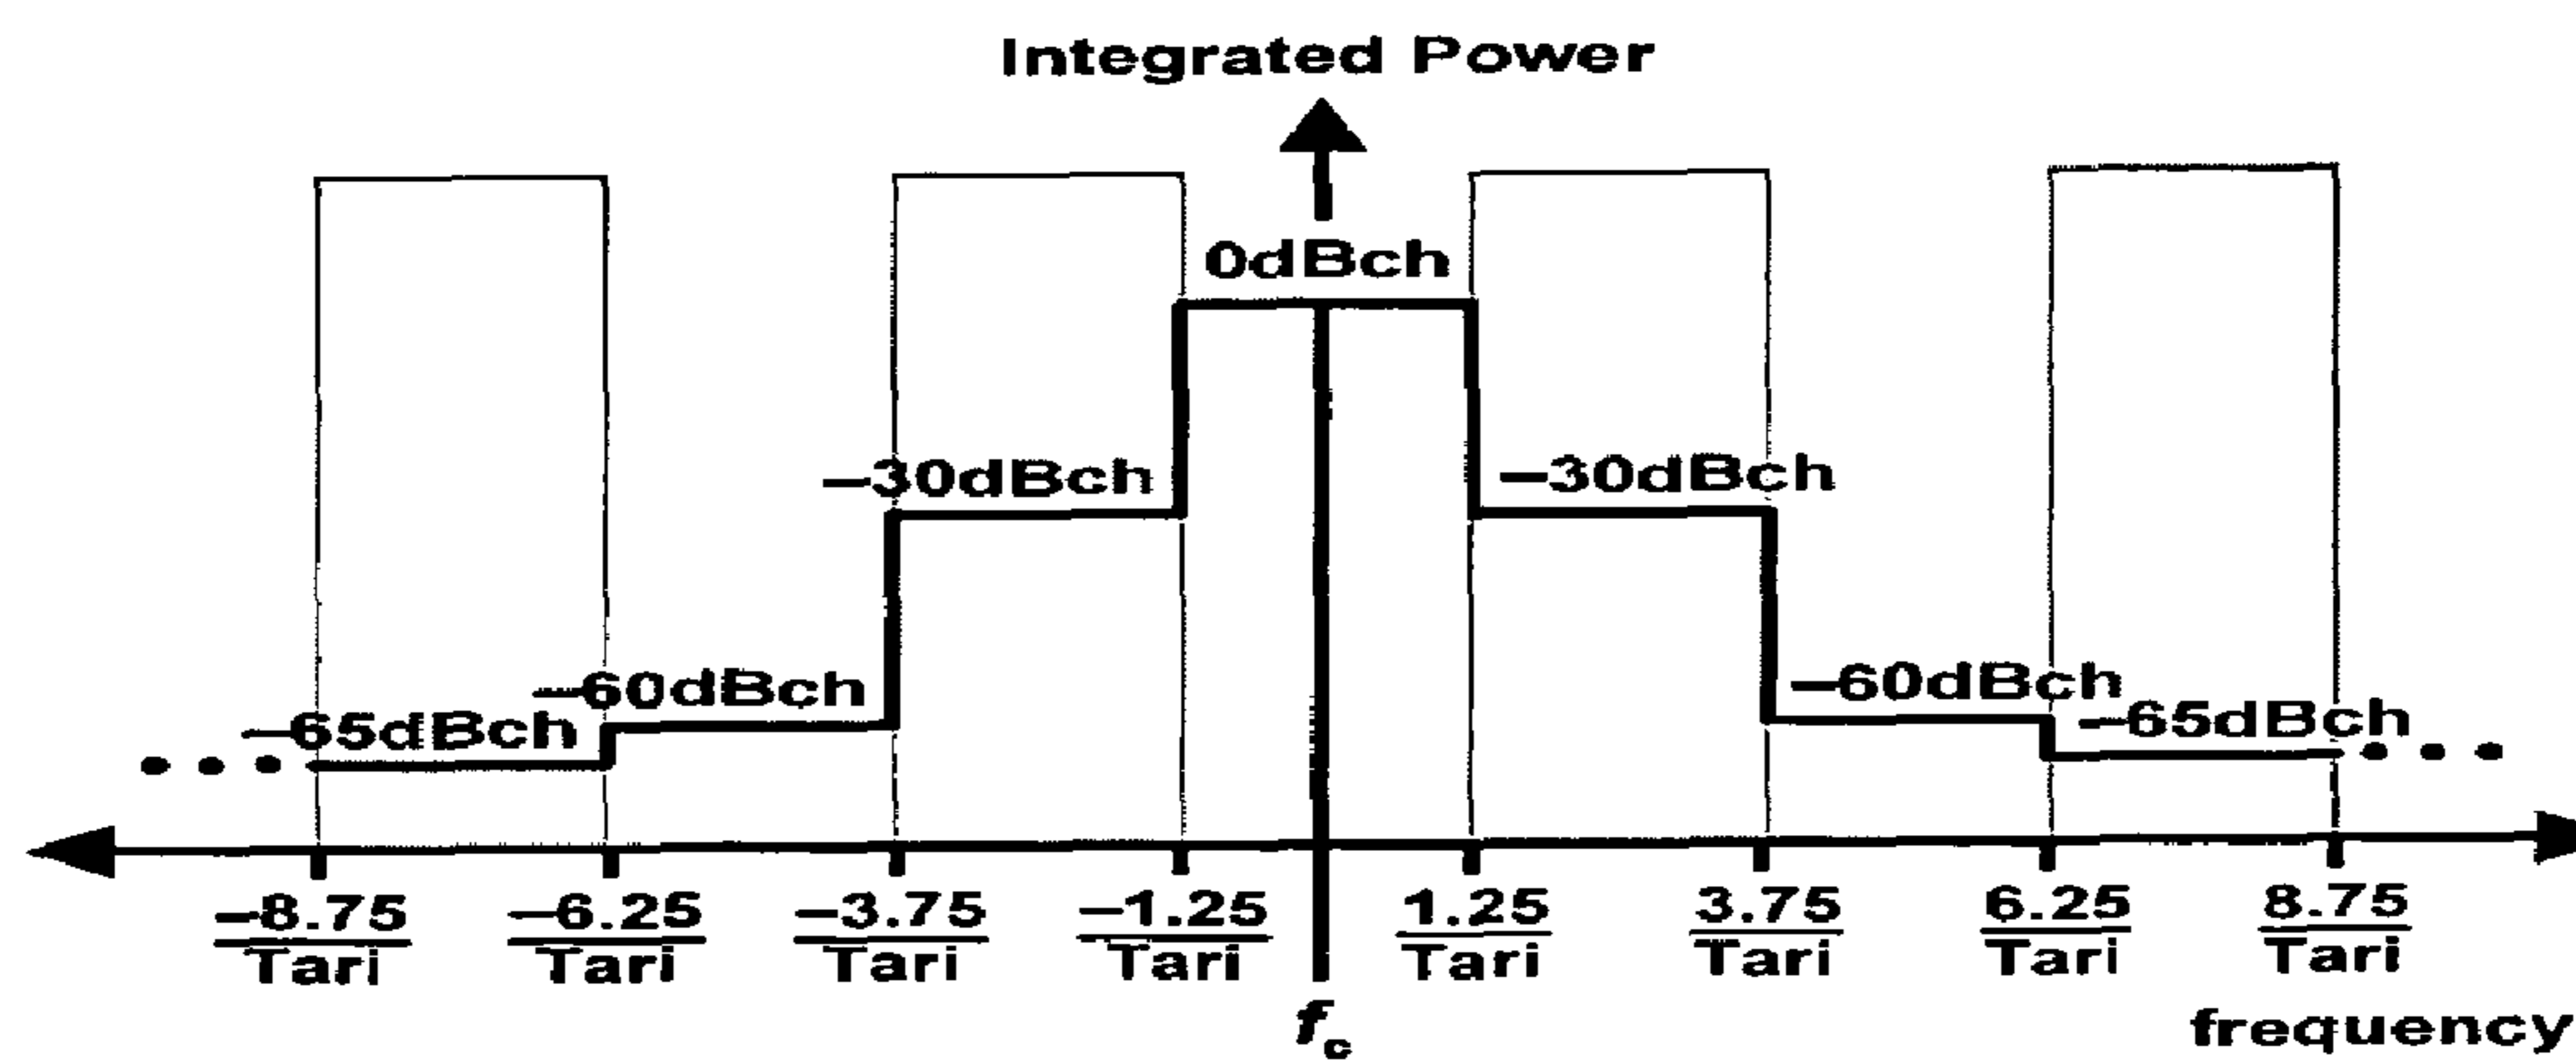 Integrated Power
0dBch
–30dBch
–30dBch
–60dBch
–60dBch
–65dBch
–65dBch
–8.75
Tari
–6.25
Tari
–3.75
Tari
–1.25
Tari
1.25
Tari
3.75
Tari
6.25
Tari
8.75
Tari
fc
frequency